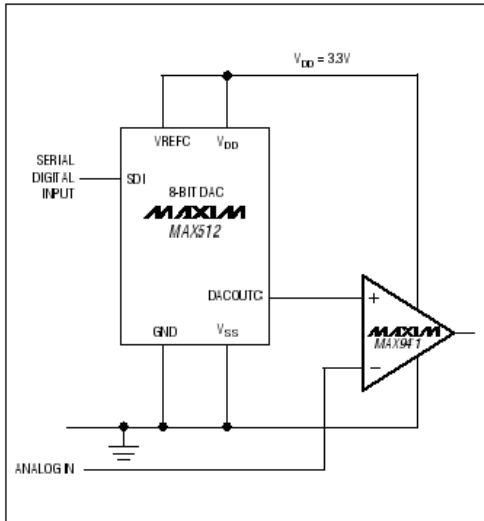 V_DD = 3.3V
VREFC V_DD
SERIAL
DIGITAL
INPUT
SDI
8-BIT DAC
MAXIM
MAX512
DACOUTC
+
MAXIM
MAX941
−
GND V_SS
ANALOG IN